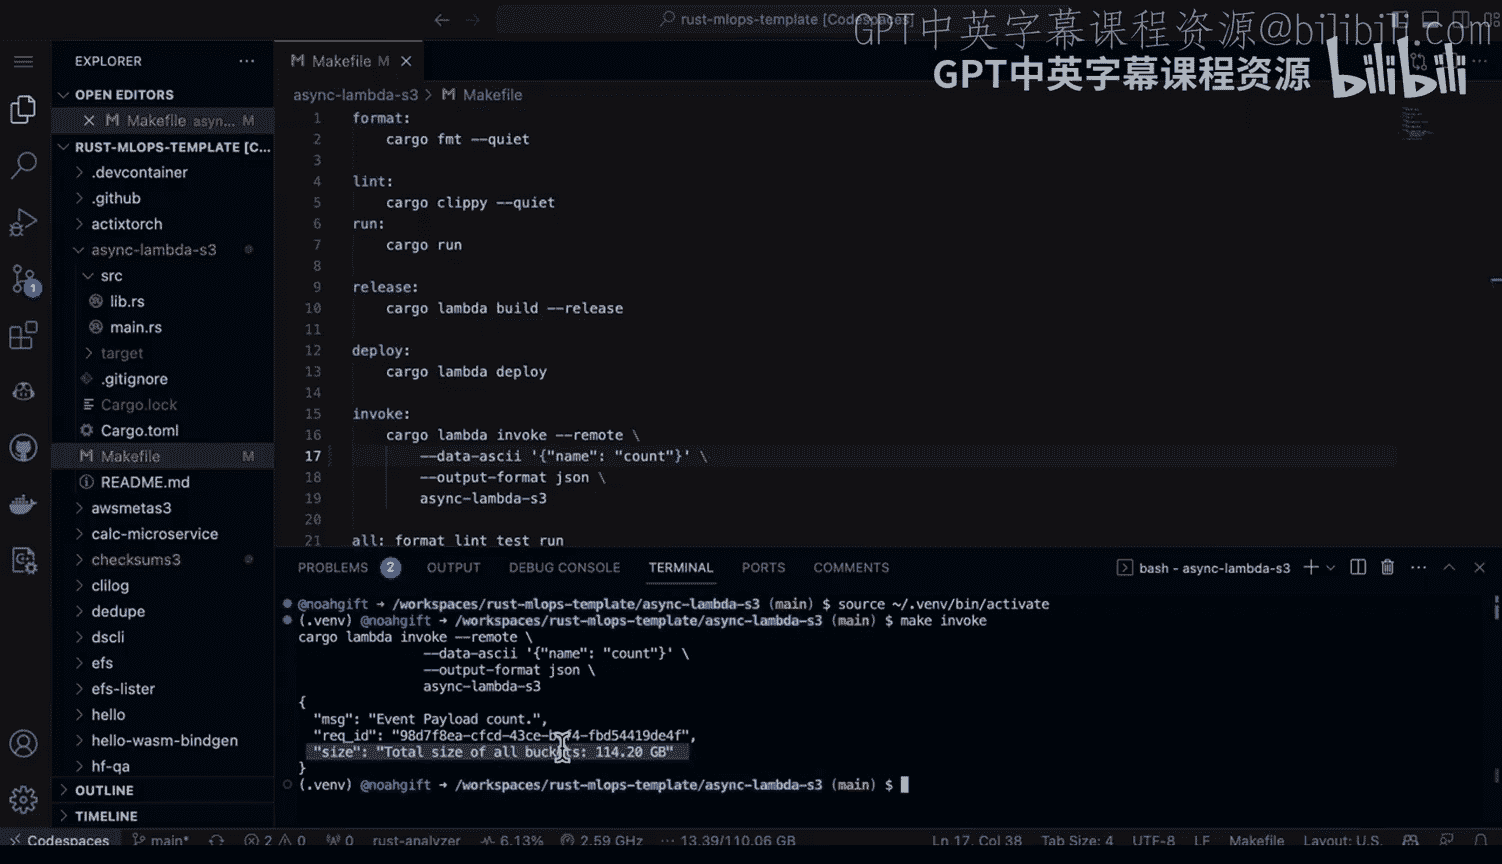 rust-mlops-template [Codespaces]
GPT中英字幕课程资源@bilibili.com
GPT中英字幕课程资源 bilibili
EXPLORER
Makefile M
OPEN EDITORS
Makefile asyn... M
async-lambda-s3 > Makefile
RUST-MLOPS-TEMPLATE [C...
.devcontainer
.github
actixtorch
async-lambda-s3
src
lib.rs
main.rs
target
.gitignore
Cargo.lock
Cargo.toml
Makefile M
README.md
awsmetas3
calc-microservice
checksums3
clilog
dedupe
dscli
efs
efs-lister
hello
hello-wasm-bindgen
hf-qa
OUTLINE
TIMELINE
1
1 format:
2 cargo fmt --quiet
3
4 lint:
5 cargo clippy --quiet
6 run:
7 cargo run
8
9 release:
10 cargo lambda build --release
11
12 deploy:
13 cargo lambda deploy
14
15 invoke:
16 cargo lambda invoke --remote \
17 --data-ascii '{"name": "count"}' \
18 --output-format json \
19 async-lambda-s3
20
21 all: format lint test run
PROBLEMS 2 OUTPUT DEBUG CONSOLE TERMINAL PORTS COMMENTS
bash - async-lambda-s3
@noahgift → /workspaces/rust-mlops-template/async-lambda-s3 (main) $ source ~/.venv/bin/activate
(.venv) @noahgift → /workspaces/rust-mlops-template/async-lambda-s3 (main) $ make invoke
cargo lambda invoke --remote \
--data-ascii '{"name": "count"}' \
--output-format json \
async-lambda-s3
{
"msg": "Event Payload count.",
"size": "Total size of all buckets: 114.20 GB"
}
(.venv) @noahgift → /workspaces/rust-mlops-template/async-lambda-s3 (main) $
Codespaces main* 2 0 0 rust-analyzer 6.13% 2.59 GHz ... 13.39/110.06 GB Ln 17, Col 38 Tab Size: 4 UTF-8 LF Makefile Layout: U.S.